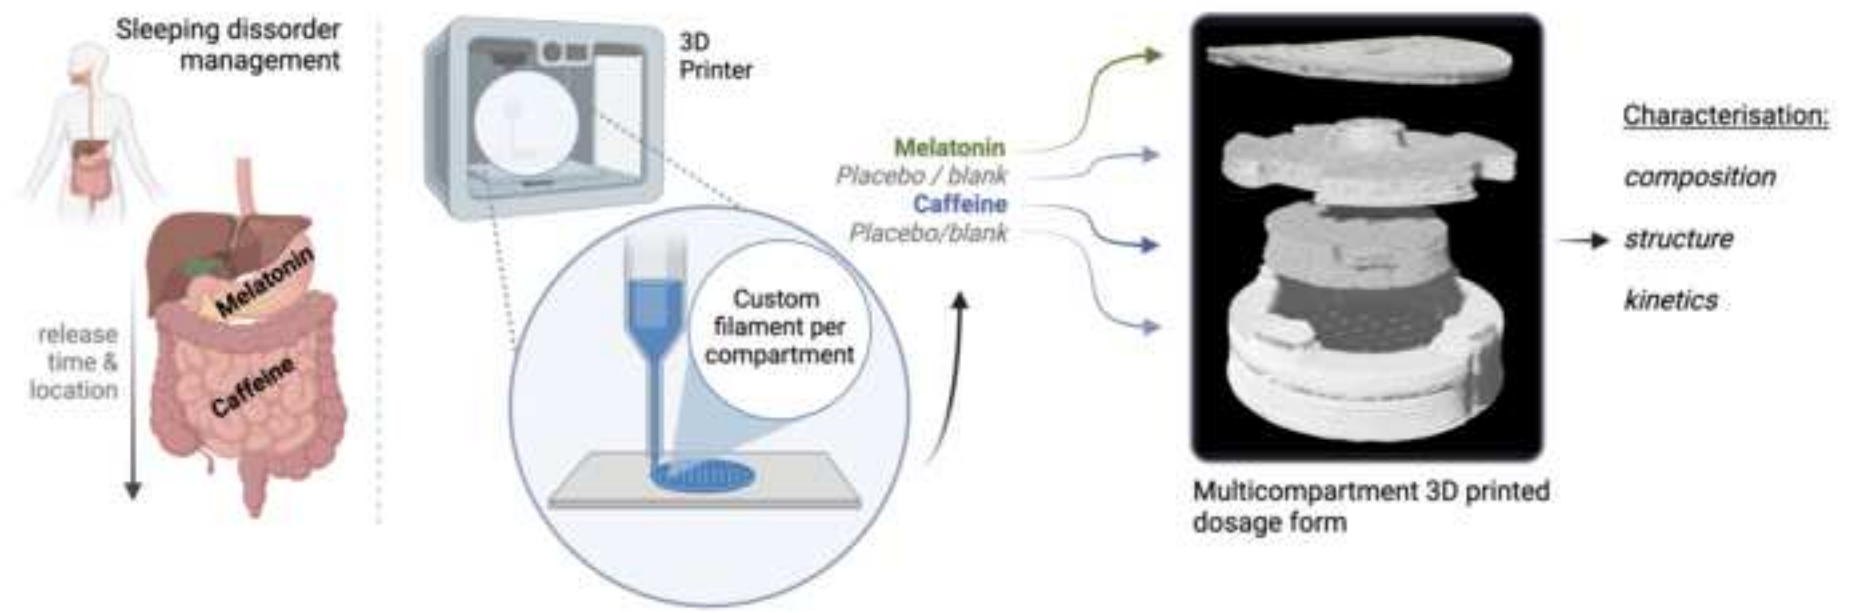 Sleeping dissorder
management
Melatonin
Caffeine
release
time &
location
3D
Printer
Custom
filament per
compartment
Melatonin
Placebo / blank
Caffeine
Placebo/blank
Multicompartment 3D printed
dosage form
Characterisation:
composition
structure
kinetics